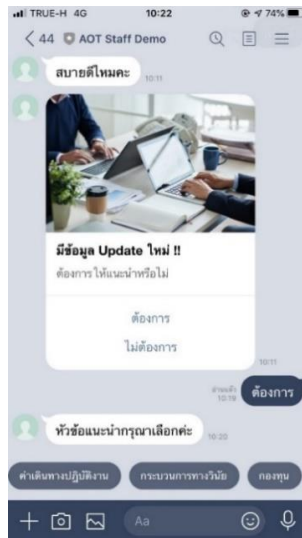 TRUE-H 4G 10:22 74%
44 AOT Staff Demo
สบายดีไหมคะ 10:11
มีข้อมูล Update ใหม่ !!
ต้องการให้แนะนำหรือไม่
ต้องการ
ไม่ต้องการ
10:11
อ่านแล้ว
10:19
ต้องการ
หัวข้อแนะนำกรุณาเลือกค่ะ 10:20
ค่าเดินทางปฏิบัติงาน กระบวนการทางวินัย กองทุน
Aa